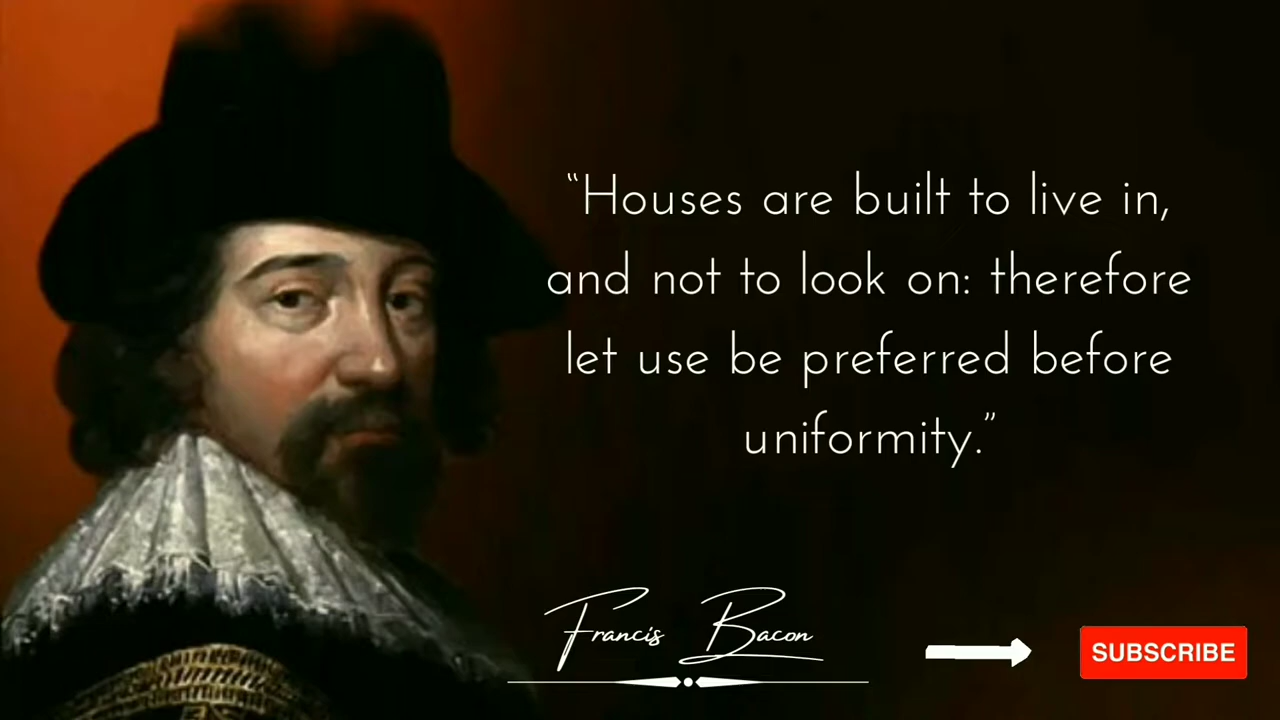 “Houses are built to live in,
and not to look on: therefore
let use be preferred before
uniformity.”
Francis Bacon
SUBSCRIBE